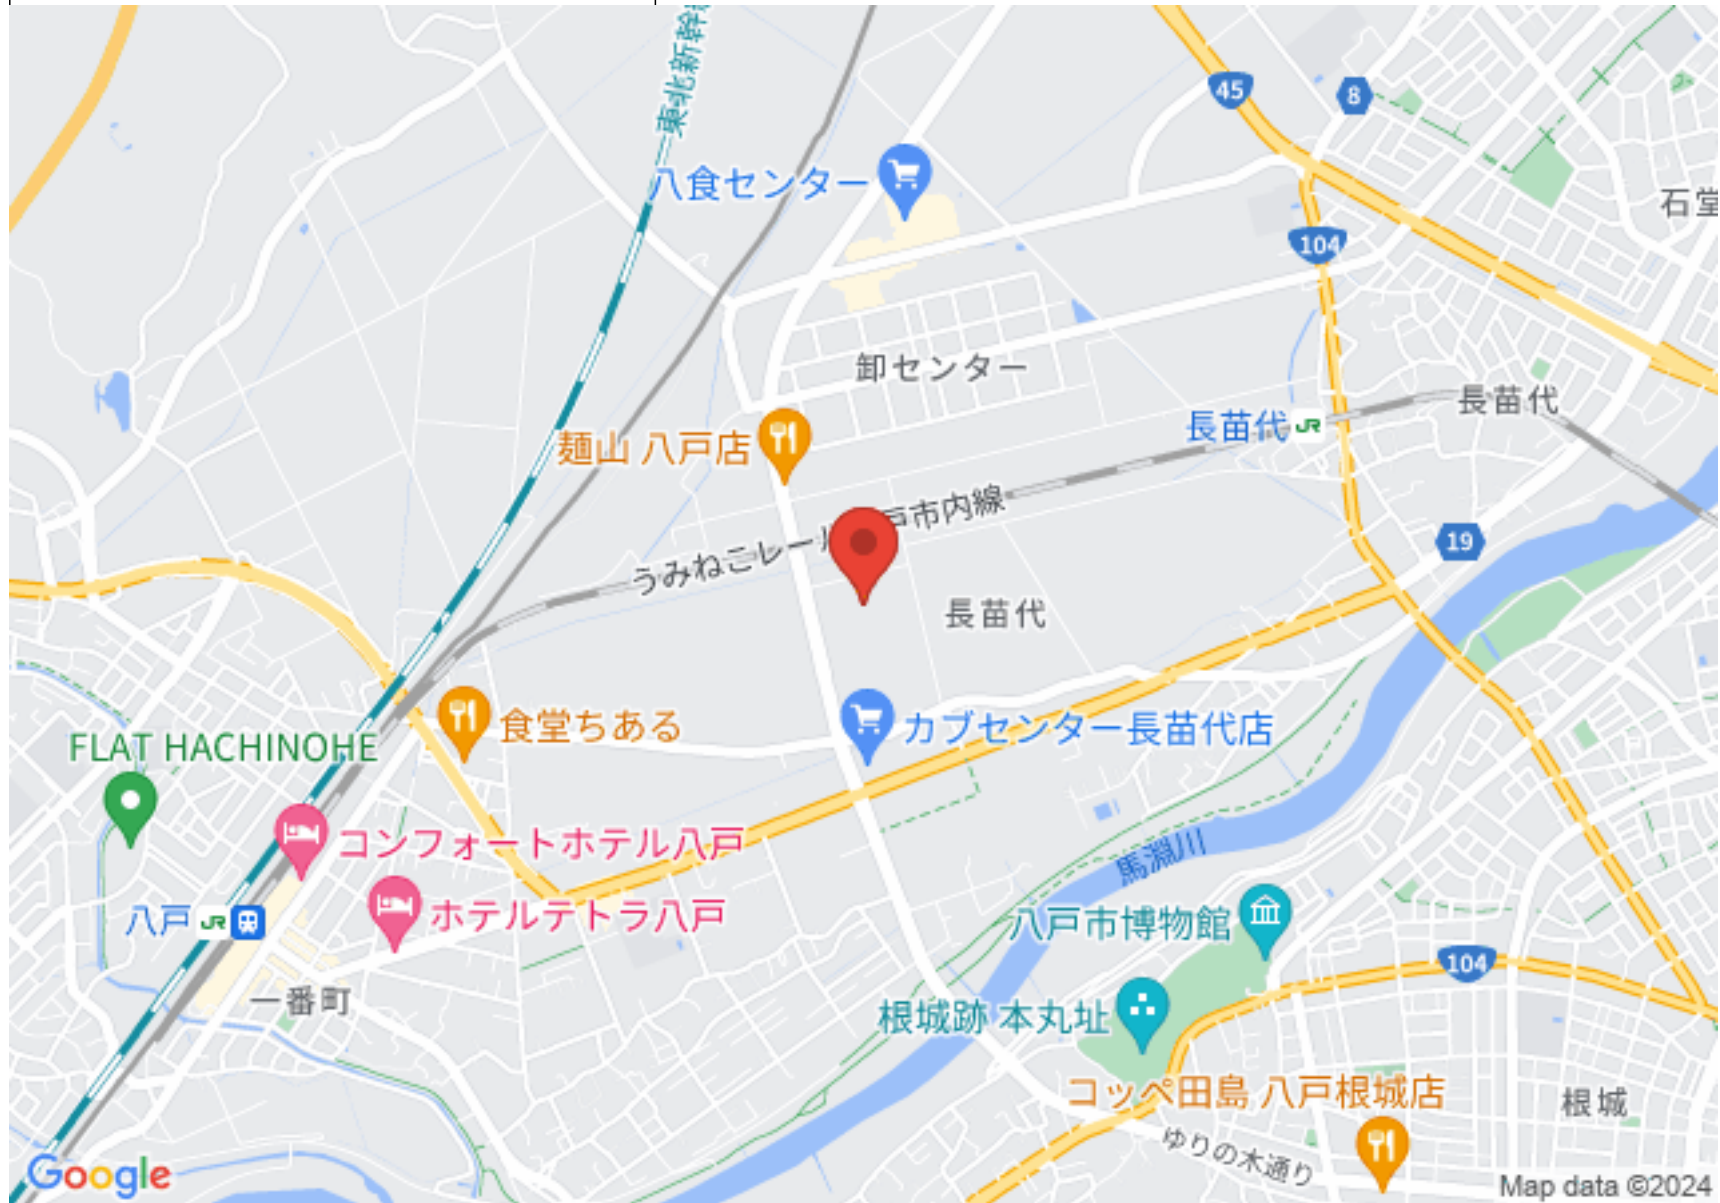 東北新幹線
45
8
八食センター
石堂
104
卸センター
長苗代
長苗代
麺山 八戸店
うみねこレール八戸市内線
19
長苗代
食堂ちある
カブセンター長苗代店
FLAT HACHINOHE
コンフォートホテル八戸
馬淵川
八戸
ホテルテトラ八戸
八戸市博物館
104
一番町
根城跡 本丸址
コッペ田島 八戸根城店
根城
ゆりの木通り
Google
Map data ©2024